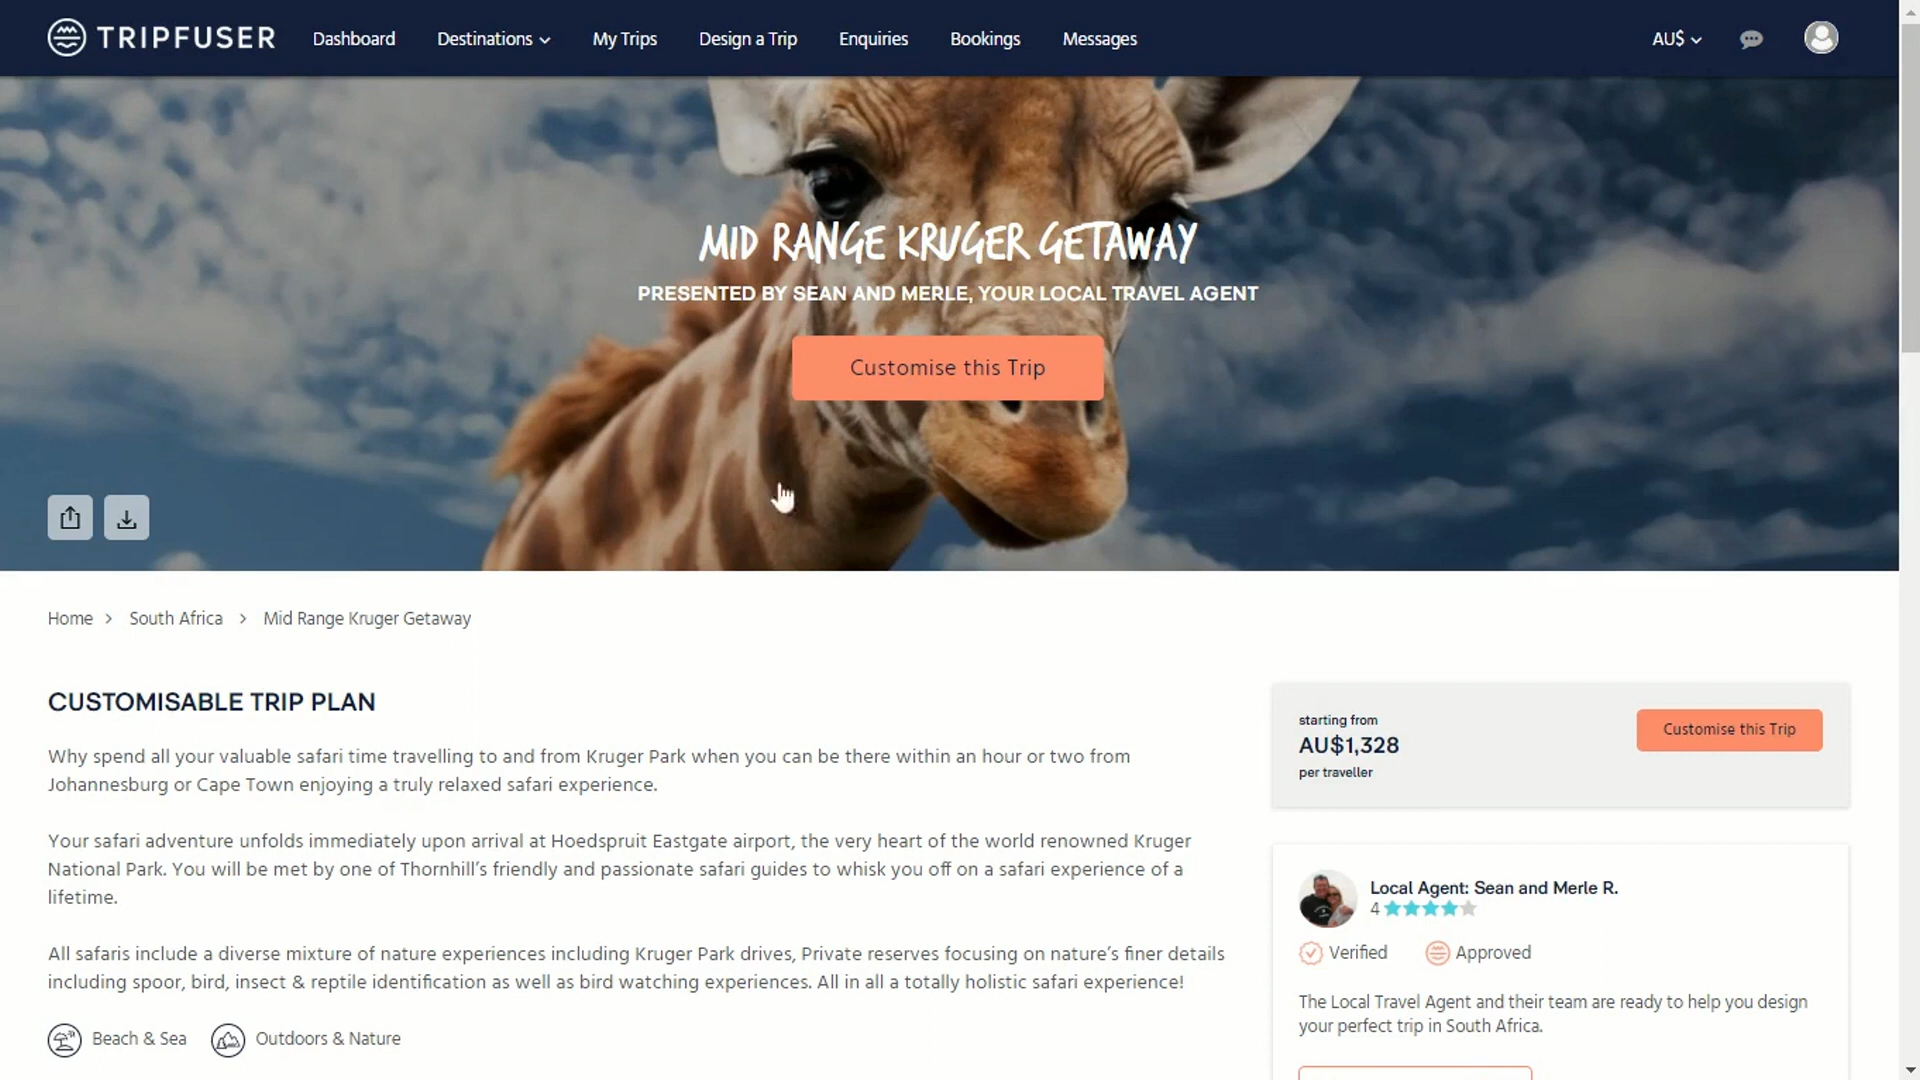 TRIPFUSER
Dashboard
Destinations
My Trips
Design a Trip
Enquiries
Bookings
Messages
AU$
MID RANGE KRUGER GETAWAY
PRESENTED BY SEAN AND MERLE, YOUR LOCAL TRAVEL AGENT
Customise this Trip
Home > South Africa > Mid Range Kruger Getaway
CUSTOMISABLE TRIP PLAN
Why spend all your valuable safari time travelling to and from Kruger Park when you can be there within an hour or two from
Johannesburg or Cape Town enjoying a truly relaxed safari experience.
Your safari adventure unfolds immediately upon arrival at Hoedspruit Eastgate airport, the very heart of the world renowned Kruger
National Park. You will be met by one of Thornhill’s friendly and passionate safari guides to whisk you off on a safari experience of a
lifetime.
All safaris include a diverse mixture of nature experiences including Kruger Park drives, Private reserves focusing on nature’s finer details
including spoor, bird, insect & reptile identification as well as bird watching experiences. All in all a totally holistic safari experience!
Beach & Sea
Outdoors & Nature
starting from
AU$1,328
per traveller
Customise this Trip
Local Agent: Sean and Merle R.
4
Verified
Approved
The Local Travel Agent and their team are ready to help you design
your perfect trip in South Africa.